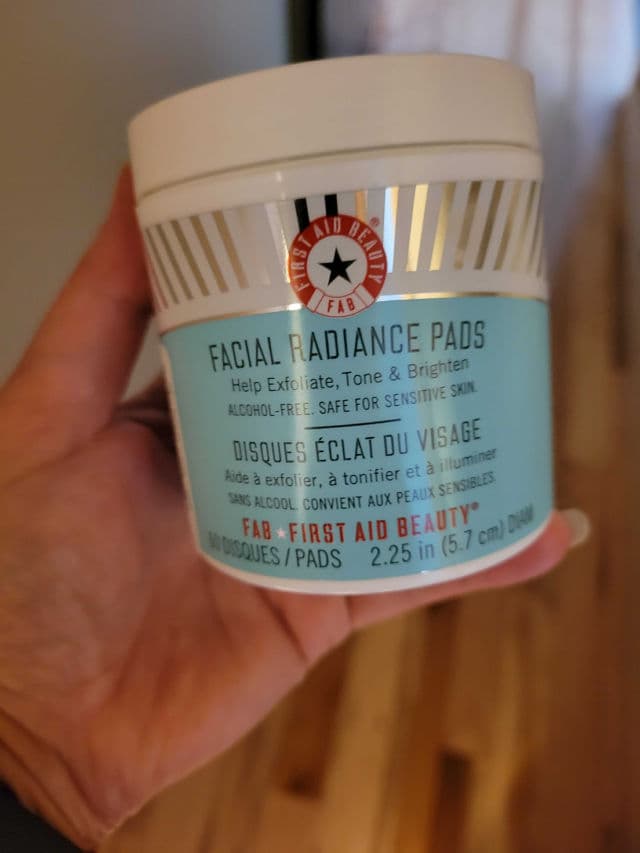 FIRST AID BEAUTY®
FAB
FACIAL RADIANCE PADS
Help Exfoliate, Tone & Brighten
ALCOHOL-FREE. SAFE FOR SENSITIVE SKIN.
DISQUES ÉCLAT DU VISAGE
Aide à exfolier, à tonifier et à illuminer
SANS ALCOOL. CONVIENT AUX PEAUX SENSIBLES.
FAB FIRST AID BEAUTY®
DISQUES / PADS 2.25 in (5.7 cm) DIAM